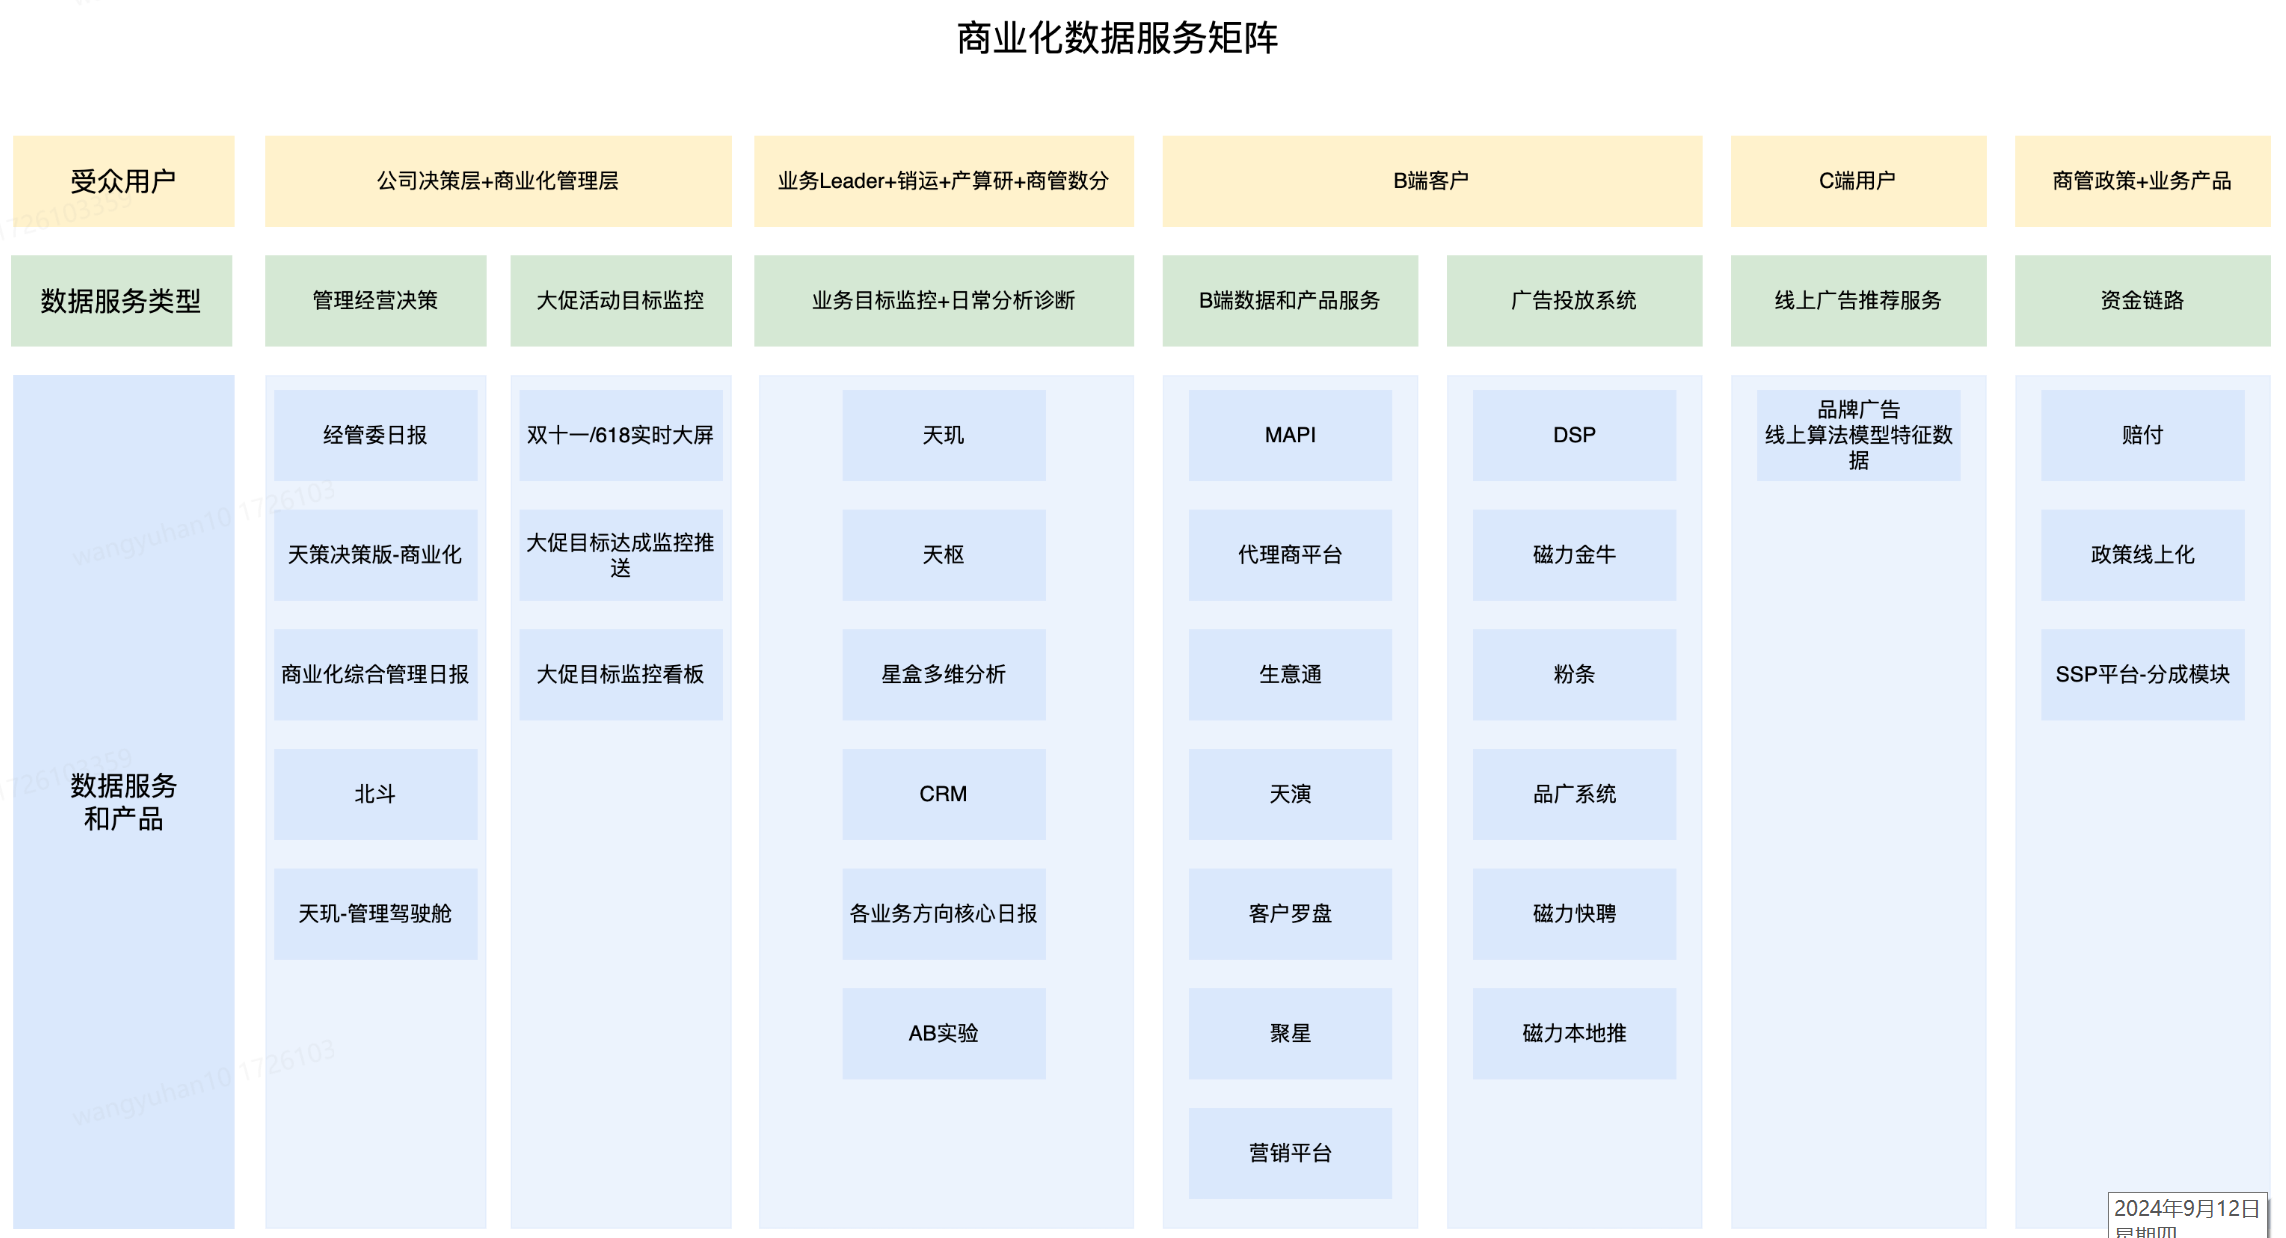 商业化数据服务矩阵
受众用户
公司决策层+商业化管理层
业务Leader+销运+产算研+商管数分
B端客户
C端用户
商管政策+业务产品
数据服务类型
管理经营决策
大促活动目标监控
业务目标监控+日常分析诊断
B端数据和产品服务
广告投放系统
线上广告推荐服务
资金链路
数据服务
和产品
经管委日报
天策决策版-商业化
商业化综合管理日报
北斗
天玑-管理驾驶舱
双十一/618实时大屏
大促目标达成监控推
送
大促目标监控看板
天玑
天枢
星盒多维分析
CRM
各业务方向核心日报
AB实验
MAPI
代理商平台
生意通
天演
客户罗盘
聚星
营销平台
DSP
磁力金牛
粉条
品广系统
磁力快聘
磁力本地推
品牌广告
线上算法模型特征数
据
赔付
政策线上化
SSP平台-分成模块
1726103359
wangyuhan10 1726103
1726103359
wangyuhan10 1726103
2024年9月12日
星期四